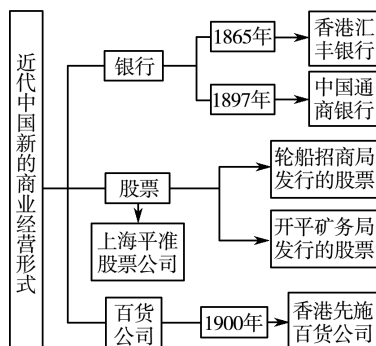 近代中国新的商业经营形式
银行
1865年
香港汇
丰银行
1897年
中国通
商银行
股票
上海平准
股票公司
轮船招商局
发行的股票
开平矿务局
发行的股票
百货
公司
1900年
香港先施
百货公司